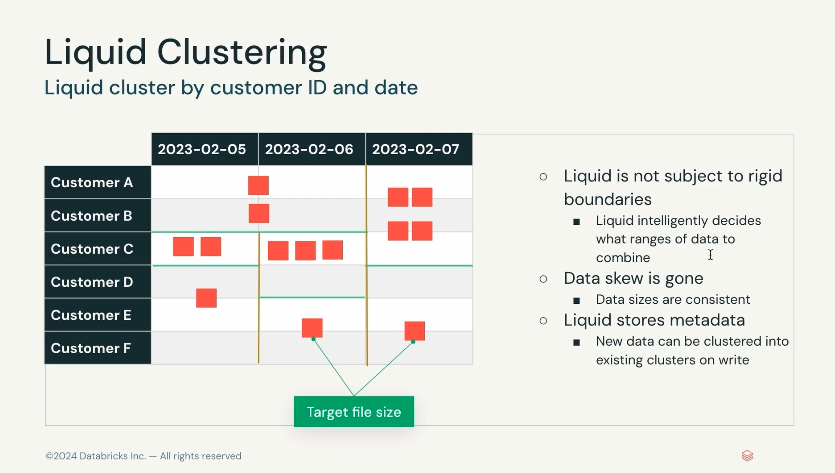 Liquid Clustering
Liquid cluster by customer ID and date
2023-02-05 2023-02-06 2023-02-07
Customer A
Customer B
Customer C
Customer D
Customer E
Customer F
Target file size
○ Liquid is not subject to rigid
boundaries
■ Liquid intelligently decides
what ranges of data to
combine
○ Data skew is gone
■ Data sizes are consistent
○ Liquid stores metadata
■ New data can be clustered into
existing clusters on write
©2024 Databricks Inc. — All rights reserved